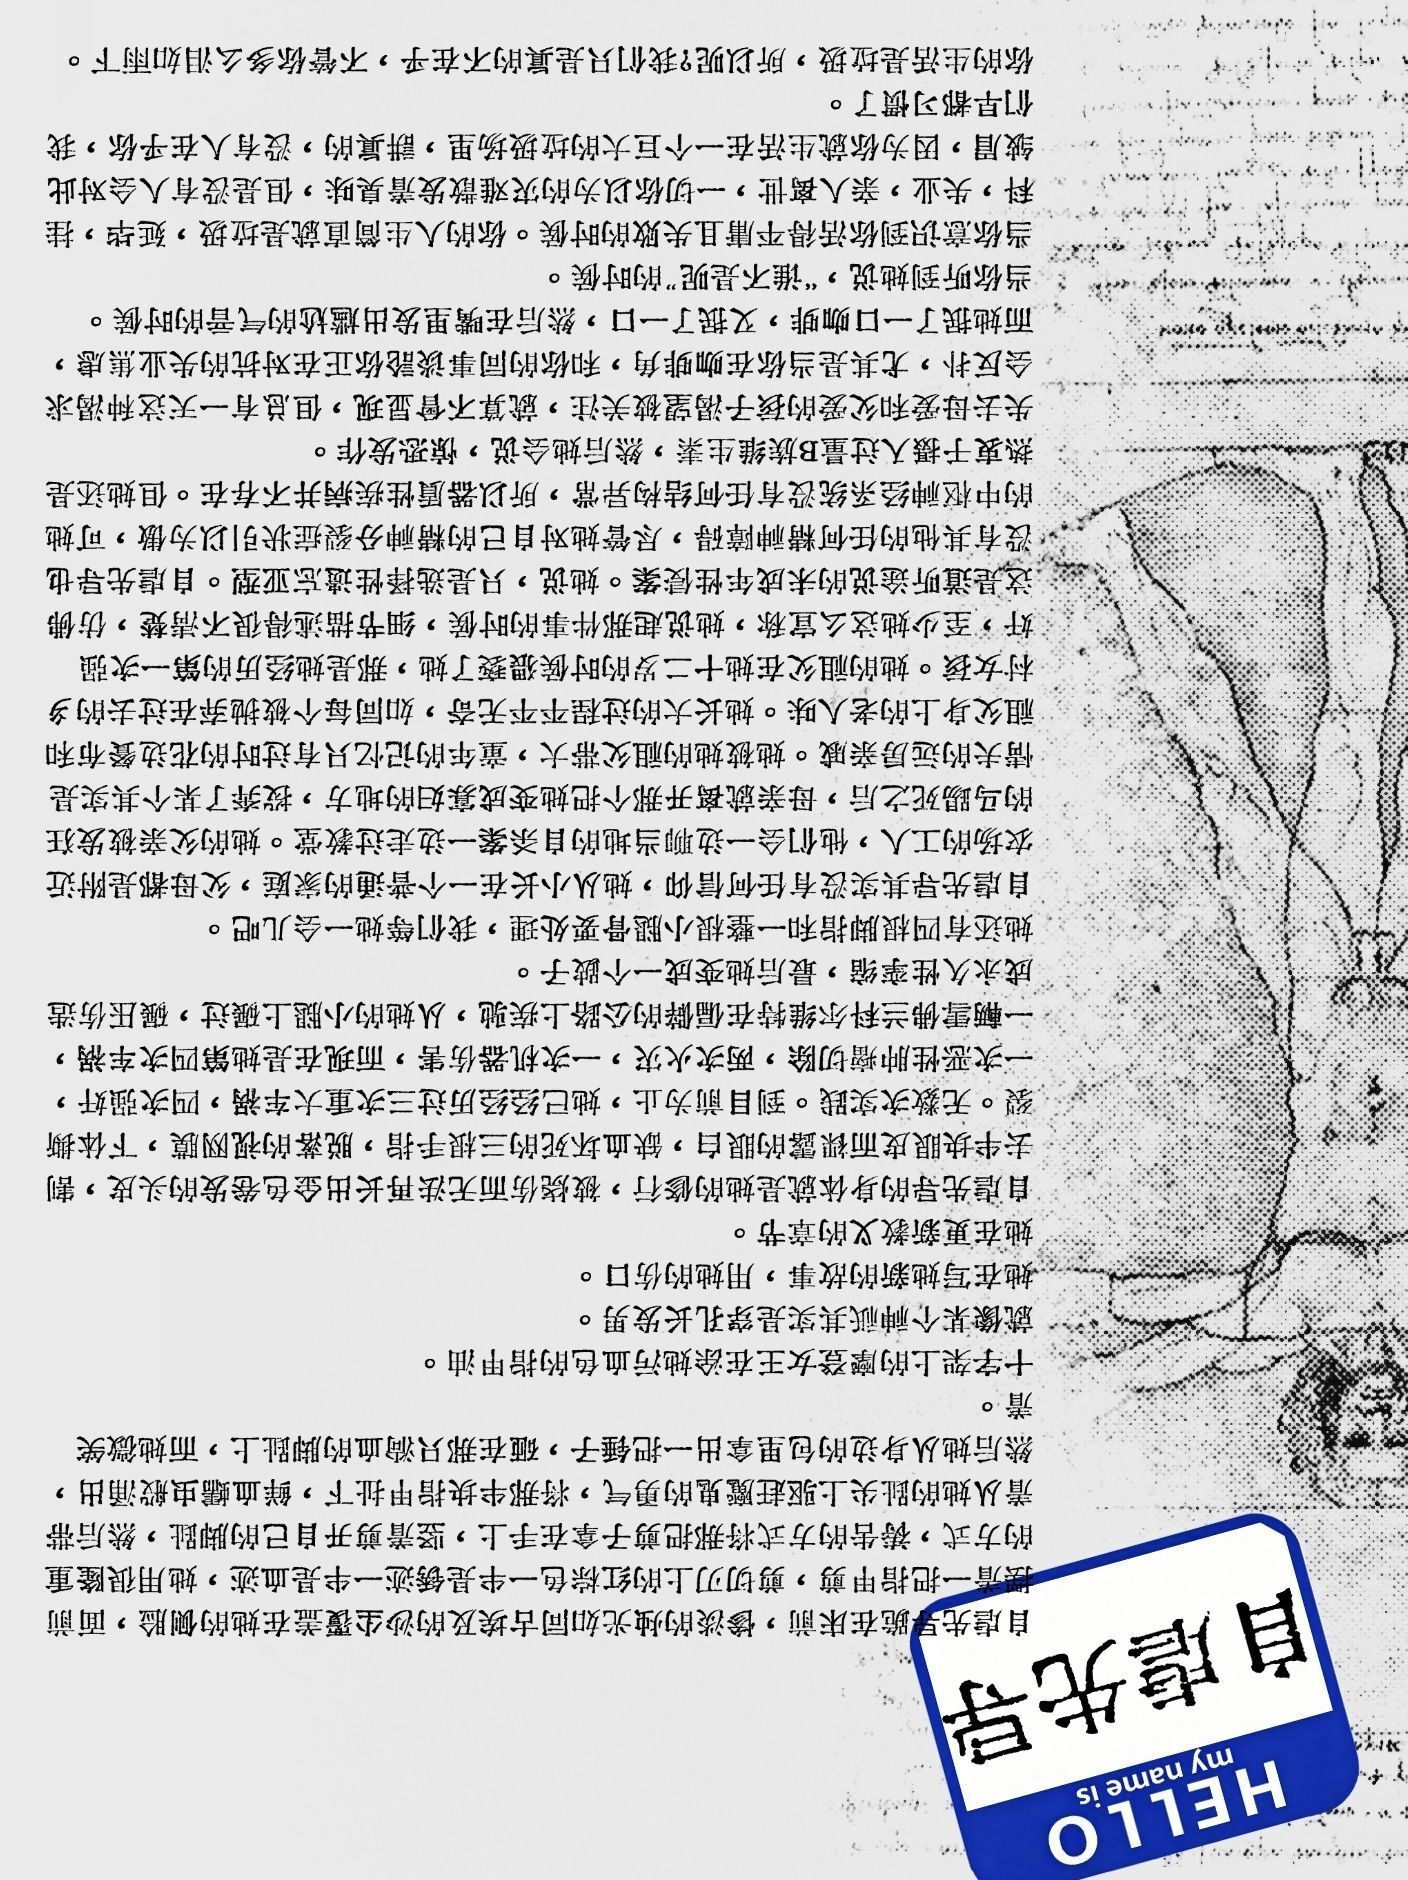 HELLO
my name is
自虐先导
自虐先导跪在床前，惨淡的烛光如同古埃及的沙尘覆盖在她的侧脸，面前
摆着一把指甲剪，剪切刃上的红棕色一半是锈迹一半是血迹，她用很隆重
的方式，祷告的方式将那把剪子拿在手上，竖着剪开自己的脚趾，然后带
着从她的趾尖上驱赶魔鬼的勇气，将那半块指甲扯下，鲜血蠕虫般涌出，
然后她从身边的包里拿出一把锤子，砸在那只淌血的脚趾上，而她微笑
着。
十字架上的摩登女王在涂她污血色的指甲油。
就像某个神祇其实是穿孔长发男。
她在写她新的故事，用她的伤口。
她在更新教义的章节。
自虐先导的身体就是她的修行，被烧伤而无法再长出金色卷发的头皮，割
去半块眼皮而裸露的眼白，缺血坏死的三根手指，脱落的视网膜，下体撕
裂。无数次实践。到目前为止，她已经经历过三次重大车祸，四次强奸，
一次恶性肿瘤切除，两次火灾，一次机器伤害，而现在是她第四次车祸，
一輛雪佛兰科尔维特在偏僻的公路上疾驰，从她的小腿上碾过，碾压伤造
成永久性挛缩，最后她变成一个跛子。
她还有四根脚指和一整根小腿骨要处理，我们等她一会儿吧。
自虐先导其实没有任何信仰，她从小长在一个普通的家庭，父母都是附近
农场的工人，他们会一边聊当地的自杀案一边走过教堂。她的父亲被发狂
的马踢死之后，母亲就离开那个把她变成寡妇的地方，投奔了某个其实是
情夫的远房亲戚。她被她的祖父带大，童年的记忆只有过时的花边餐布和
祖父身上的老人味。她长大的过程平平无奇，如同每个被抛弃在过去的乡
村女孩。她的祖父在她十二岁的时候猥亵了她，那是她经历的第一次强
奸，至少她这么宣称，她说起那件事的时候，细节描述得很不清楚，仿佛
这是道听途说的未成年性侵案。她说，只是选择性遗忘亚型。自虐先导也
没有其他的任何精神障碍，尽管她对自己的精神分裂症状引以为傲，可她
的中枢神经系统没有任何结构异常，所以器質性疾病并不存在。但她还是
热衷于摄入过量B族维生素，然后她会说，惊恐发作。
失去母爱和父爱的孩子渴望被关注，就算不曾显现，但总有一天这种渴求
会反扑，尤其是当你在咖啡角，和你的同事谈論你正在对抗的失业焦虑，
而她抿了一口咖啡，又抿了一口，然后在嘴里发出尴尬的气音的时候。
当你听到她说，“谁不是呢”的时候。
当你意识到你活得平庸且失败的时候。你的人生简直就是垃圾，延毕，挂
科，失业，亲人离世，一切你以为的灾难散发着臭味，但是没有人会对此
皱眉，因为你就生活在一个巨大的垃圾场里，講真的，没有人在乎你，我
们早都习惯了。
你的生活是垃圾，所以呢?我们只是真的不在乎，不管你多么泪如雨下。